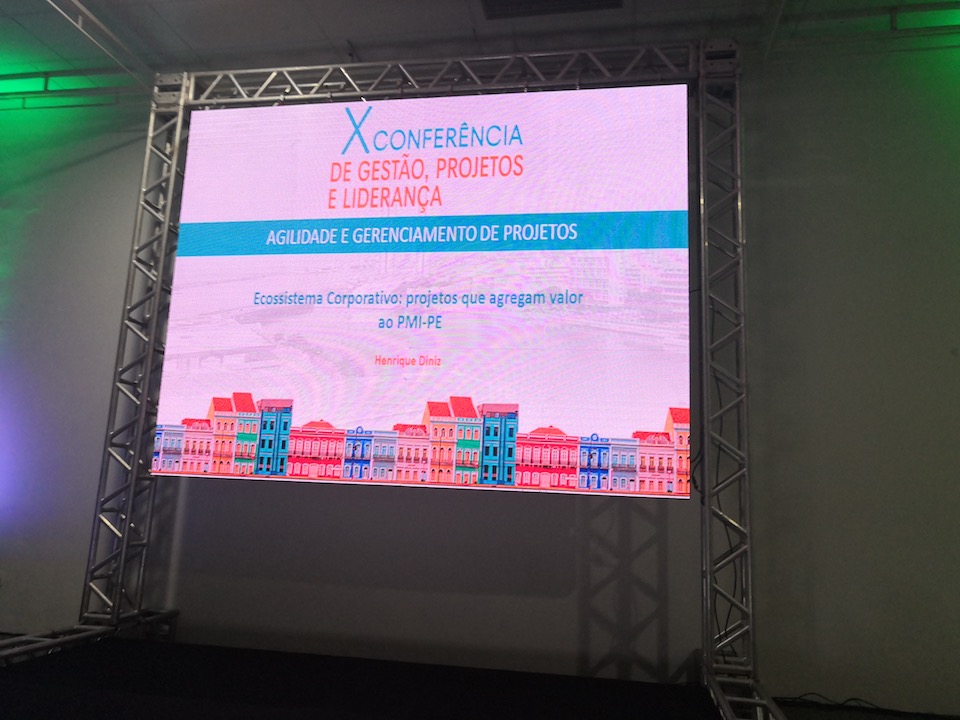 X CONFERÊNCIA
DE GESTÃO, PROJETOS
E LIDERANÇA
AGILIDADE E GERENCIAMENTO DE PROJETOS
Ecossistema Corporativo: projetos que agregam valor
ao PMI-PE
Henrique Diniz